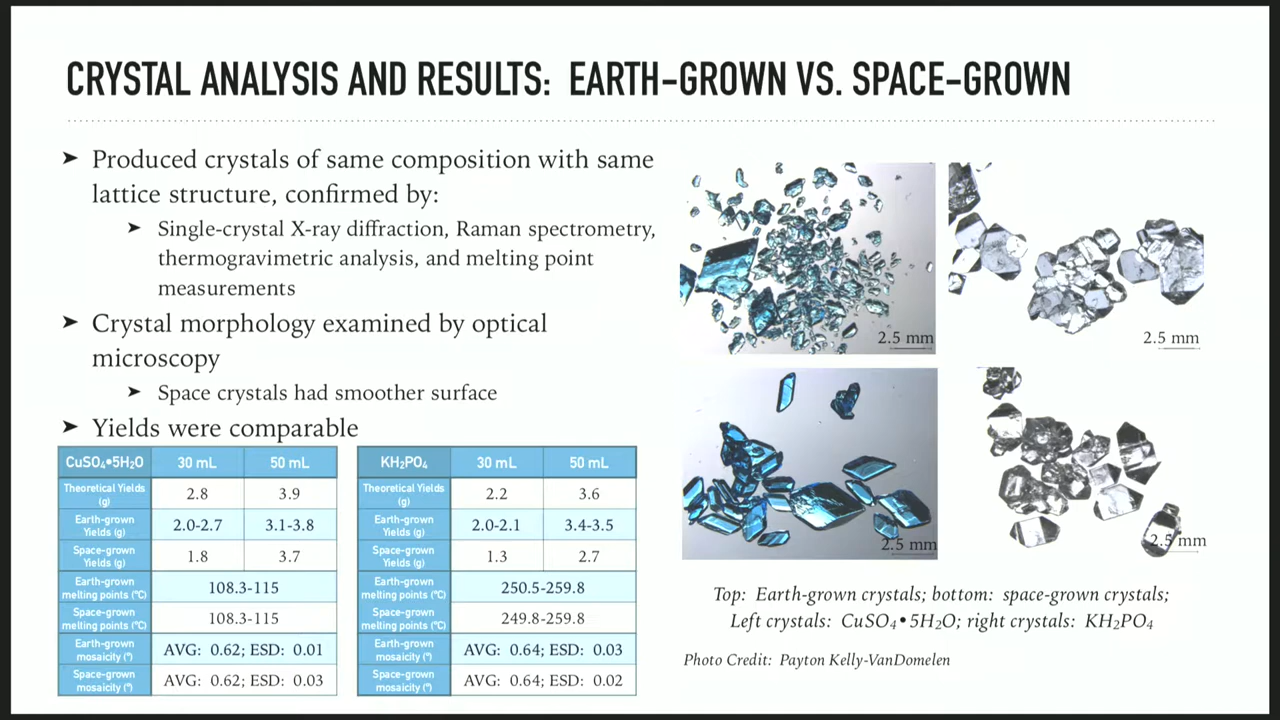 CRYSTAL ANALYSIS AND RESULTS: EARTH-GROWN VS. SPACE-GROWN
➤ Produced crystals of same composition with same
lattice structure, confirmed by:
➤ Single-crystal X-ray diffraction, Raman spectrometry,
thermogravimetric analysis, and melting point
measurements
➤ Crystal morphology examined by optical
microscopy
➤ Space crystals had smoother surface
➤ Yields were comparable
CuSO₄•5H₂O 30 mL 50 mL
Theoretical Yields
(g) 2.8 3.9
Earth-grown
Yields (g) 2.0-2.7 3.1-3.8
Space-grown
Yields (g) 1.8 3.7
Earth-grown
melting points (°C) 108.3-115
Space-grown
melting points (°C) 108.3-115
Earth-grown
mosaicity (°) AVG: 0.62; ESD: 0.01
Space-grown
mosaicity (°) AVG: 0.62; ESD: 0.03
KH₂PO₄ 30 mL 50 mL
Theoretical Yields
(g) 2.2 3.6
Earth-grown
Yields (g) 2.0-2.1 3.4-3.5
Space-grown
Yields (g) 1.3 2.7
Earth-grown
melting points (°C) 250.5-259.8
Space-grown
melting points (°C) 249.8-259.8
Earth-grown
mosaicity (°) AVG: 0.64; ESD: 0.03
Space-grown
mosaicity (°) AVG: 0.64; ESD: 0.02
2.5 mm
2.5 mm
2.5 mm
2.5 mm
Top: Earth-grown crystals; bottom: space-grown crystals;
Left crystals: CuSO₄•5H₂O; right crystals: KH₂PO₄
Photo Credit: Payton Kelly-VanDomelen